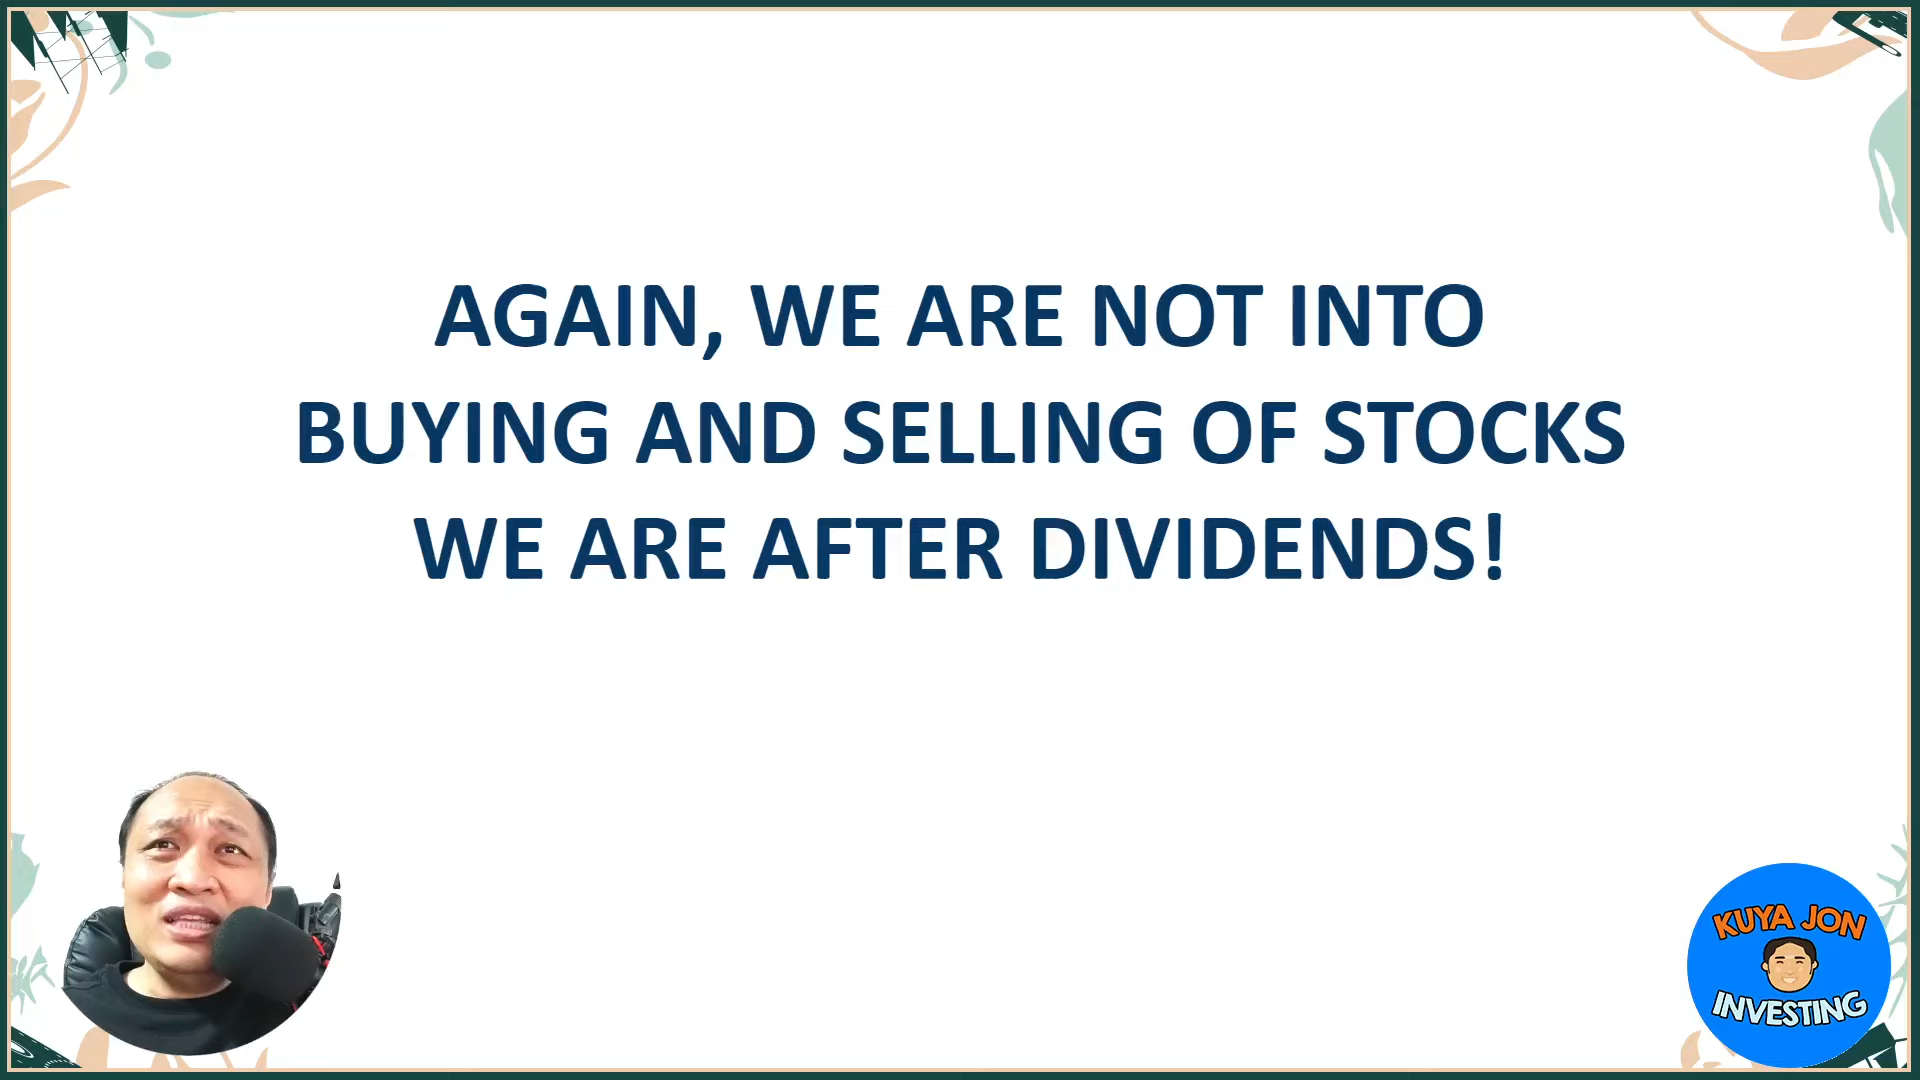 AGAIN, WE ARE NOT INTO
BUYING AND SELLING OF STOCKS
WE ARE AFTER DIVIDENDS!
KUYA JON
INVESTING